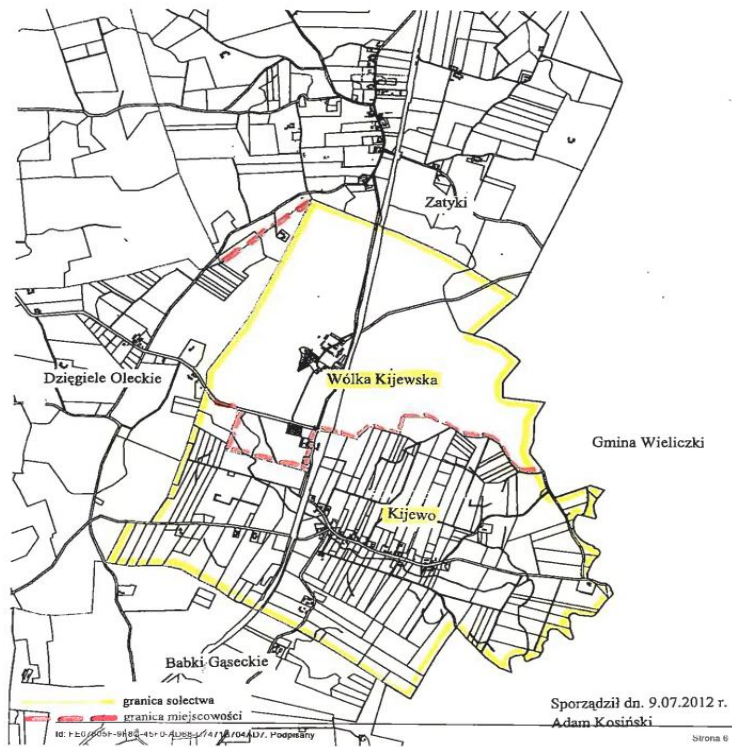 Zatyki
Dzięgiele Oleckie
Wólka Kijewska
Gmina Wieliczki
Kijewo
Babki Gąseckie
granica sołectwa
granica miejscowości
Sporządził dn. 9.07.2012 r.
Adam Kosiński
Podpisany
Strona 6